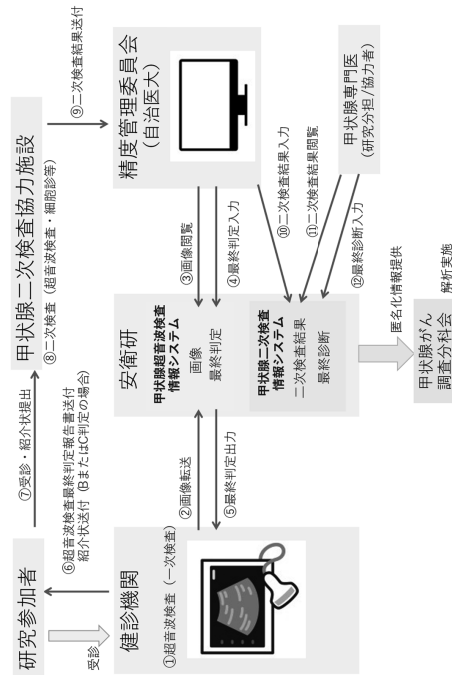 研究参加者
受診
⑦受診・紹介状提出
⑥超音波検査最終判定報告書送付
紹介状送付（BまたはC判定の場合）
甲状腺二次検査協力施設
⑧二次検査（超音波検査・細胞診等）
⑨二次検査結果送付
健診機関
①超音波検査（一次検査）
②画像転送
⑤最終判定出力
安衛研
甲状腺超音波検査
情報システム
画像
最終判定
甲状腺二次検査
情報システム
二次検査結果
最終診断
③画像閲覧
④最終判定入力
精度管理委員会
（自治医大）
⑩二次検査結果入力
⑪二次検査結果閲覧
⑫最終診断入力
甲状腺専門医
（研究分担/協力者）
匿名化情報提供
甲状腺がん
調査分科会
解析実施